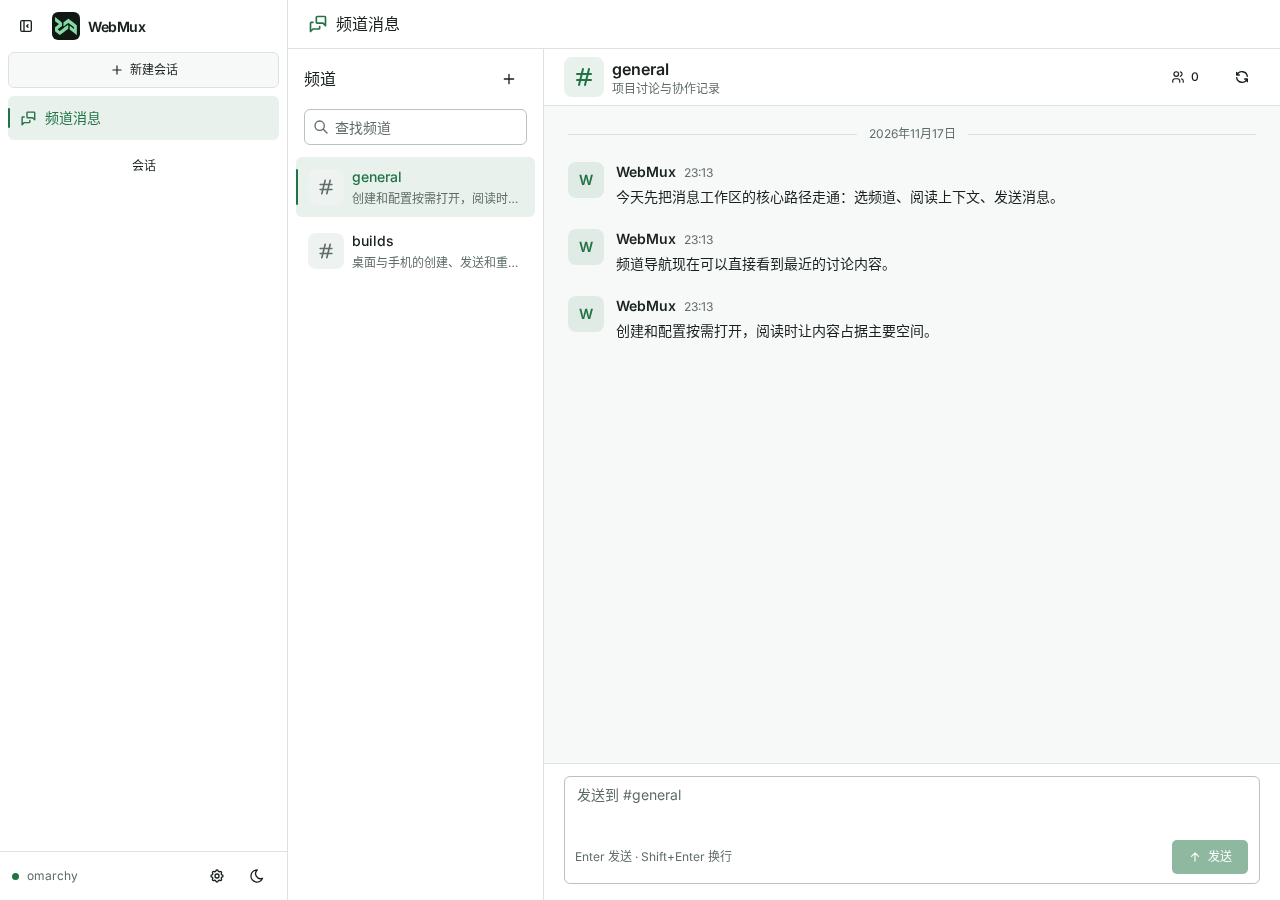 WebMux
新建会话
频道消息
会话
omarchy
频道消息
频道
查找频道
general
创建和配置按需打开，阅读时...
builds
桌面与手机的创建、发送和重...
general
项目讨论与协作记录
0
2026年11月17日
W
WebMux 23:13
今天先把消息工作区的核心路径走通：选频道、阅读上下文、发送消息。
W
WebMux 23:13
频道导航现在可以直接看到最近的讨论内容。
W
WebMux 23:13
创建和配置按需打开，阅读时让内容占据主要空间。
发送到 #general
Enter 发送 · Shift+Enter 换行
发送